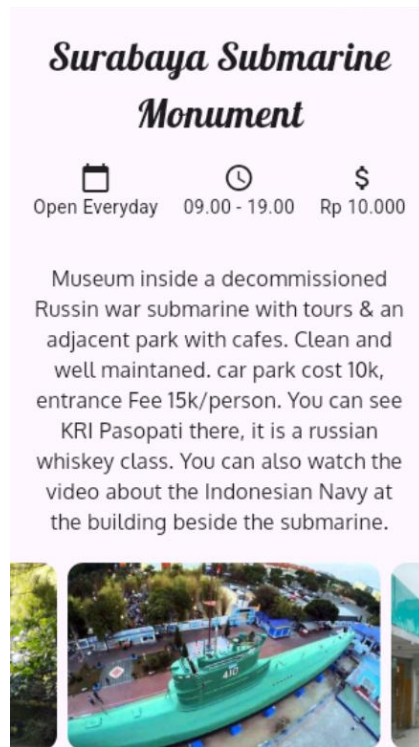 Surabaya Submarine
Monument
Open Everyday
09.00 - 19.00
Rp 10.000
Museum inside a decommissioned
Russin war submarine with tours & an
adjacent park with cafes. Clean and
well maintaned. car park cost 10k,
entrance Fee 15k/person. You can see
KRI Pasopati there, it is a russian
whiskey class. You can also watch the
video about the Indonesian Navy at
the building beside the submarine.
410